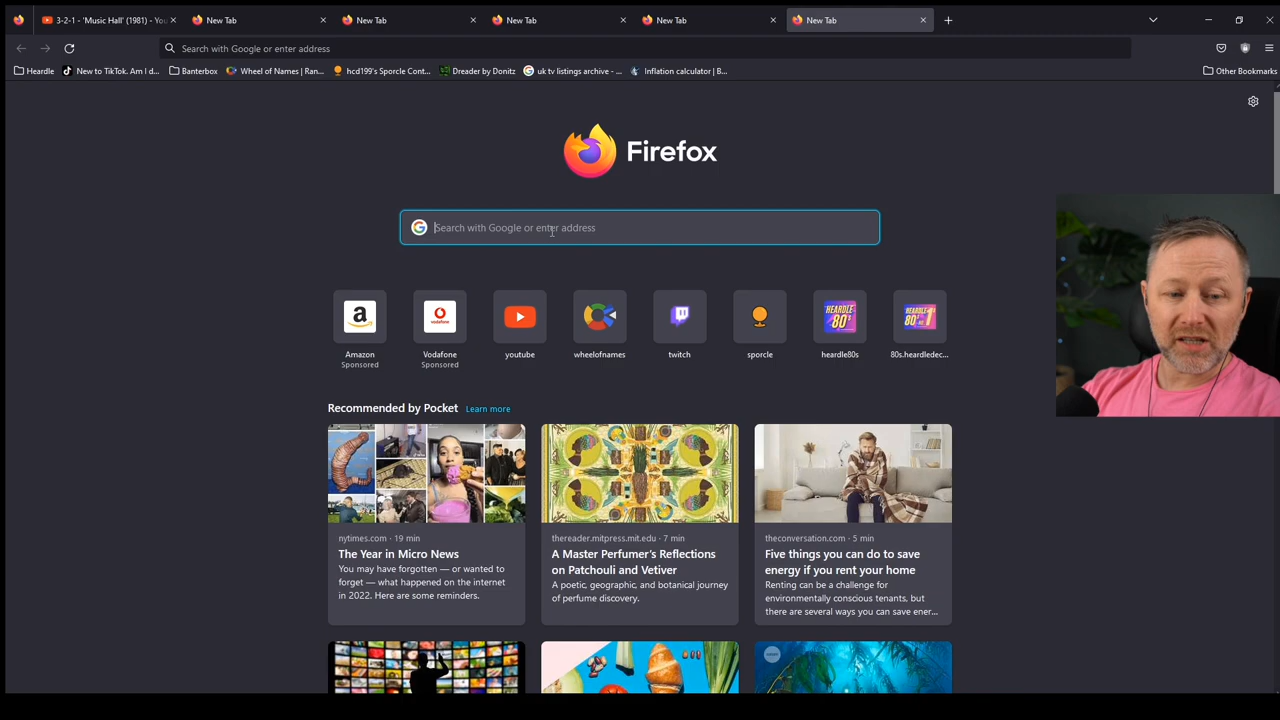 3-2-1 - 'Music Hall' (1981) - You
New Tab
New Tab
New Tab
New Tab
New Tab
Search with Google or enter address
Heardle
New to TikTok. Am I d...
Banterbox
Wheel of Names | Ran...
hcd199's Sporcle Cont...
Dreader by Donitz
uk tv listings archive - ...
Inflation calculator | B...
Other Bookmarks
Firefox
Search with Google or enter address
HEARDLE
80'S
HEARDLE
Amazon
Sponsored
Vodafone
Sponsored
youtube
wheelofnames
twitch
sporcle
heardle80s
80s.heardledec...
Recommended by Pocket
Learn more
nytimes.com · 19 min
The Year in Micro News
You may have forgotten — or wanted to
forget — what happened on the internet
in 2022. Here are some reminders.
thereader.mitpress.mit.edu · 7 min
A Master Perfumer's Reflections
on Patchouli and Vetiver
A poetic, geographic, and botanical journey
of perfume discovery.
theconversation.com · 5 min
Five things you can do to save
energy if you rent your home
Renting can be a challenge for
environmentally conscious tenants, but
there are several ways you can save ener...